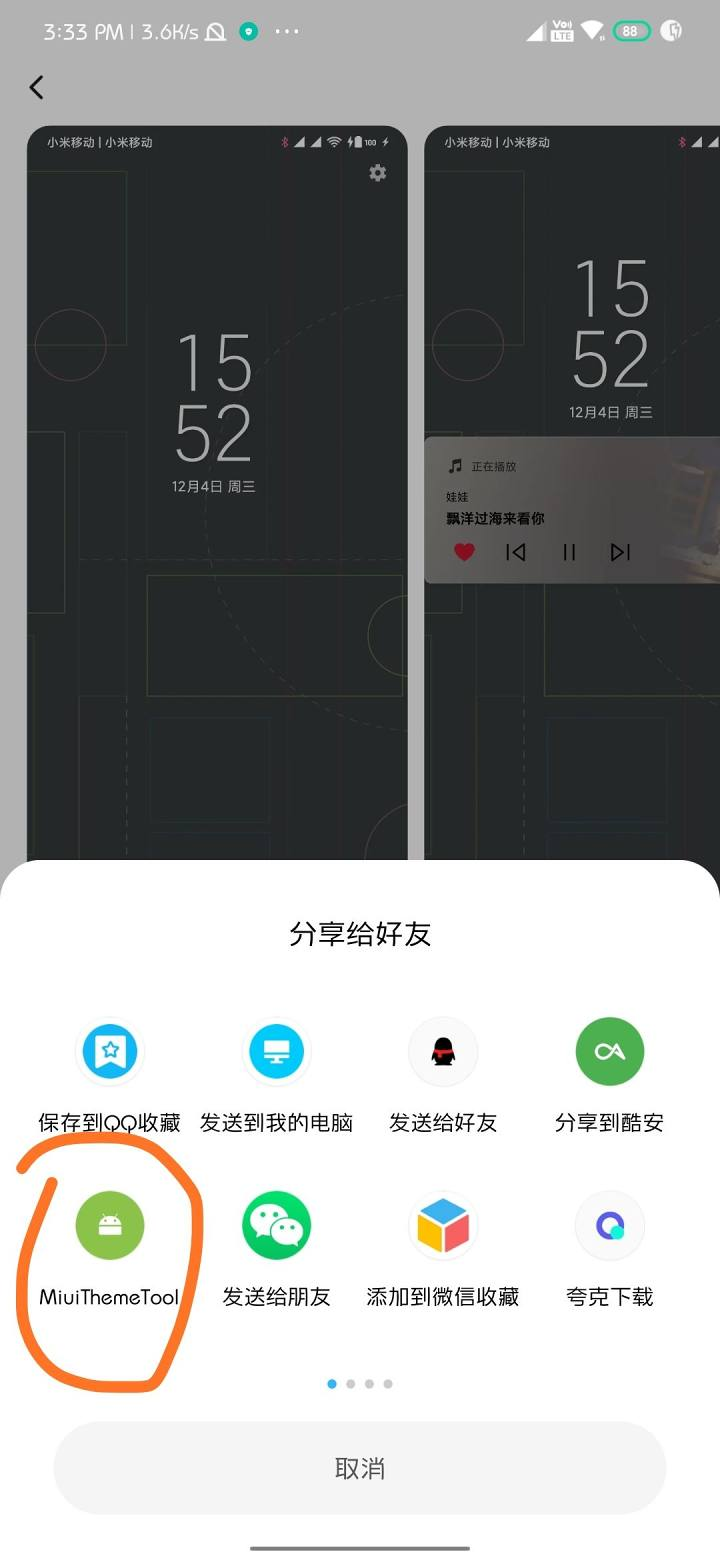 3:33 PM | 3.6K/s ... Vo) LTE 88
小米移动 | 小米移动 100
小米移动 | 小米移动
15
52
12月4日 周三
15
52
12月4日 周三
正在播放
娃娃
飘洋过海来看你
分享给好友
保存到QQ收藏 发送到我的电脑 发送给好友 分享到酷安
MiuiThemeTool 发送给朋友 添加到微信收藏 夸克下载
取消